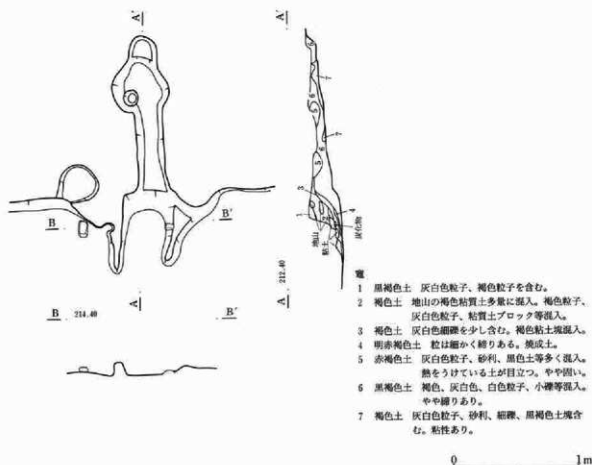 A′
A′
3
7
6
5
3
1
4
炭化物
地山
粘土
B
B′
A
A 212.40
B 214.40
B′
竈
1 黒褐色土 灰白色粒子、褐色粒子を含む。
2 褐色土 地山の褐色粘質土多量に混入。褐色粒子、
灰白色粒子、粘質土ブロック等混入。
3 褐色土 灰白色細礫を少し含む。褐色粘土塊混入。
4 明赤褐色土 粒は細かく締りある。焼成土。
5 赤褐色土 灰白色粒子、砂利、黒色土等多く混入。
熱をうけている土が目立つ。やや固い。
6 黒褐色土 褐色、灰白色、白色粒子、小礫等混入。
やや締りあり。
7 褐色土 灰白色粒子、砂利、細礫、黒褐色土塊含
む。粘性あり。
0 1m